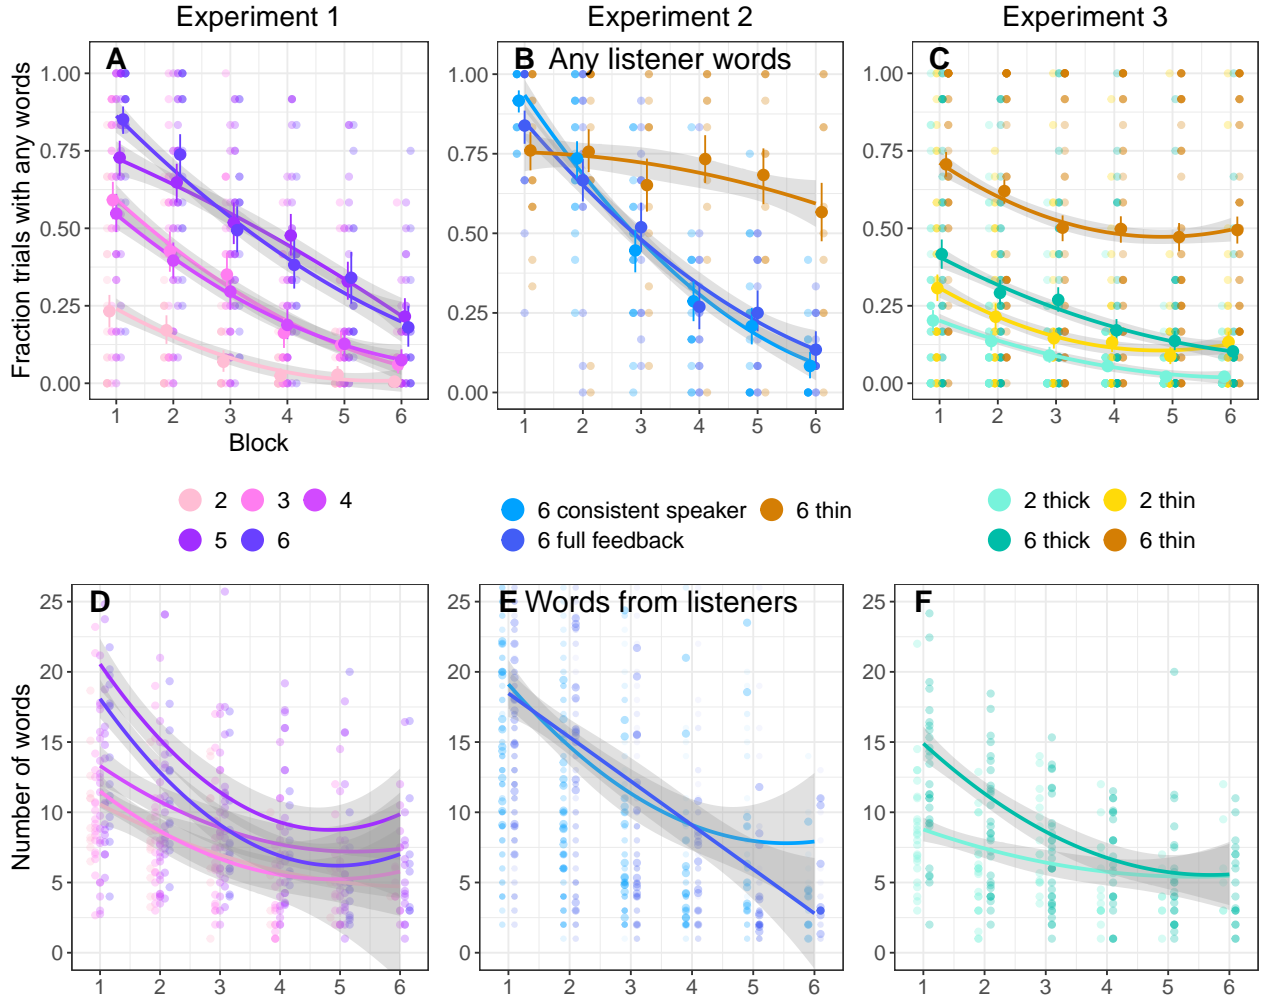 Experiment 1
Experiment 2
Experiment 3
Fraction trials with any words
A
1.00
0.75
0.50
0.25
0.00
1 2 3 4 5 6
Block
B Any listener words
1.00
0.75
0.50
0.25
0.00
1 2 3 4 5 6
C
1.00
0.75
0.50
0.25
0.00
1 2 3 4 5 6
2 3 4
5 6
6 consistent speaker 6 thin
6 full feedback
2 thick 2 thin
6 thick 6 thin
Number of words
D
25
20
15
10
5
0
1 2 3 4 5 6
E Words from listeners
25
20
15
10
5
0
1 2 3 4 5 6
F
25
20
15
10
5
0
1 2 3 4 5 6